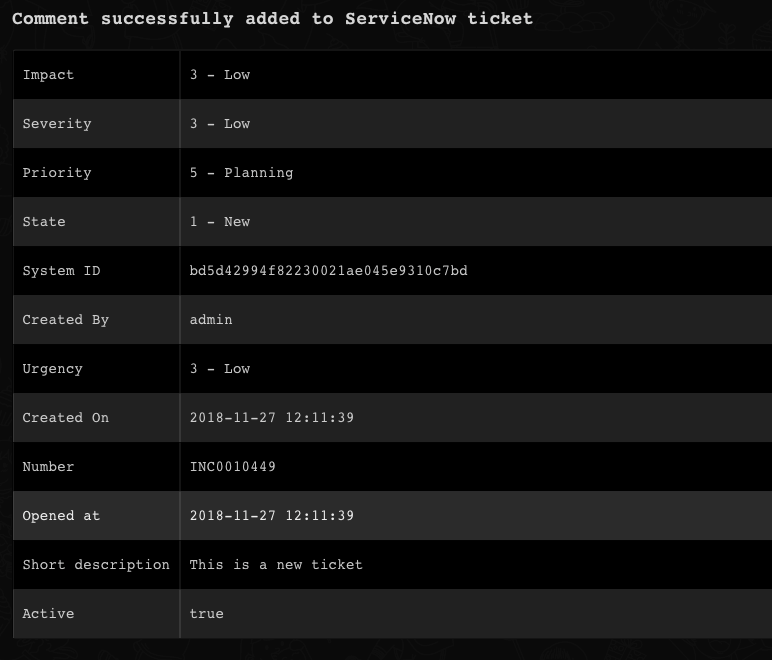 Comment successfully added to ServiceNow ticket
Impact 3 - Low
Severity 3 - Low
Priority 5 - Planning
State 1 - New
System ID bd5d42994f82230021ae045e9310c7bd
Created By admin
Urgency 3 - Low
Created On 2018-11-27 12:11:39
Number INC0010449
Opened at 2018-11-27 12:11:39
Short description This is a new ticket
Active true